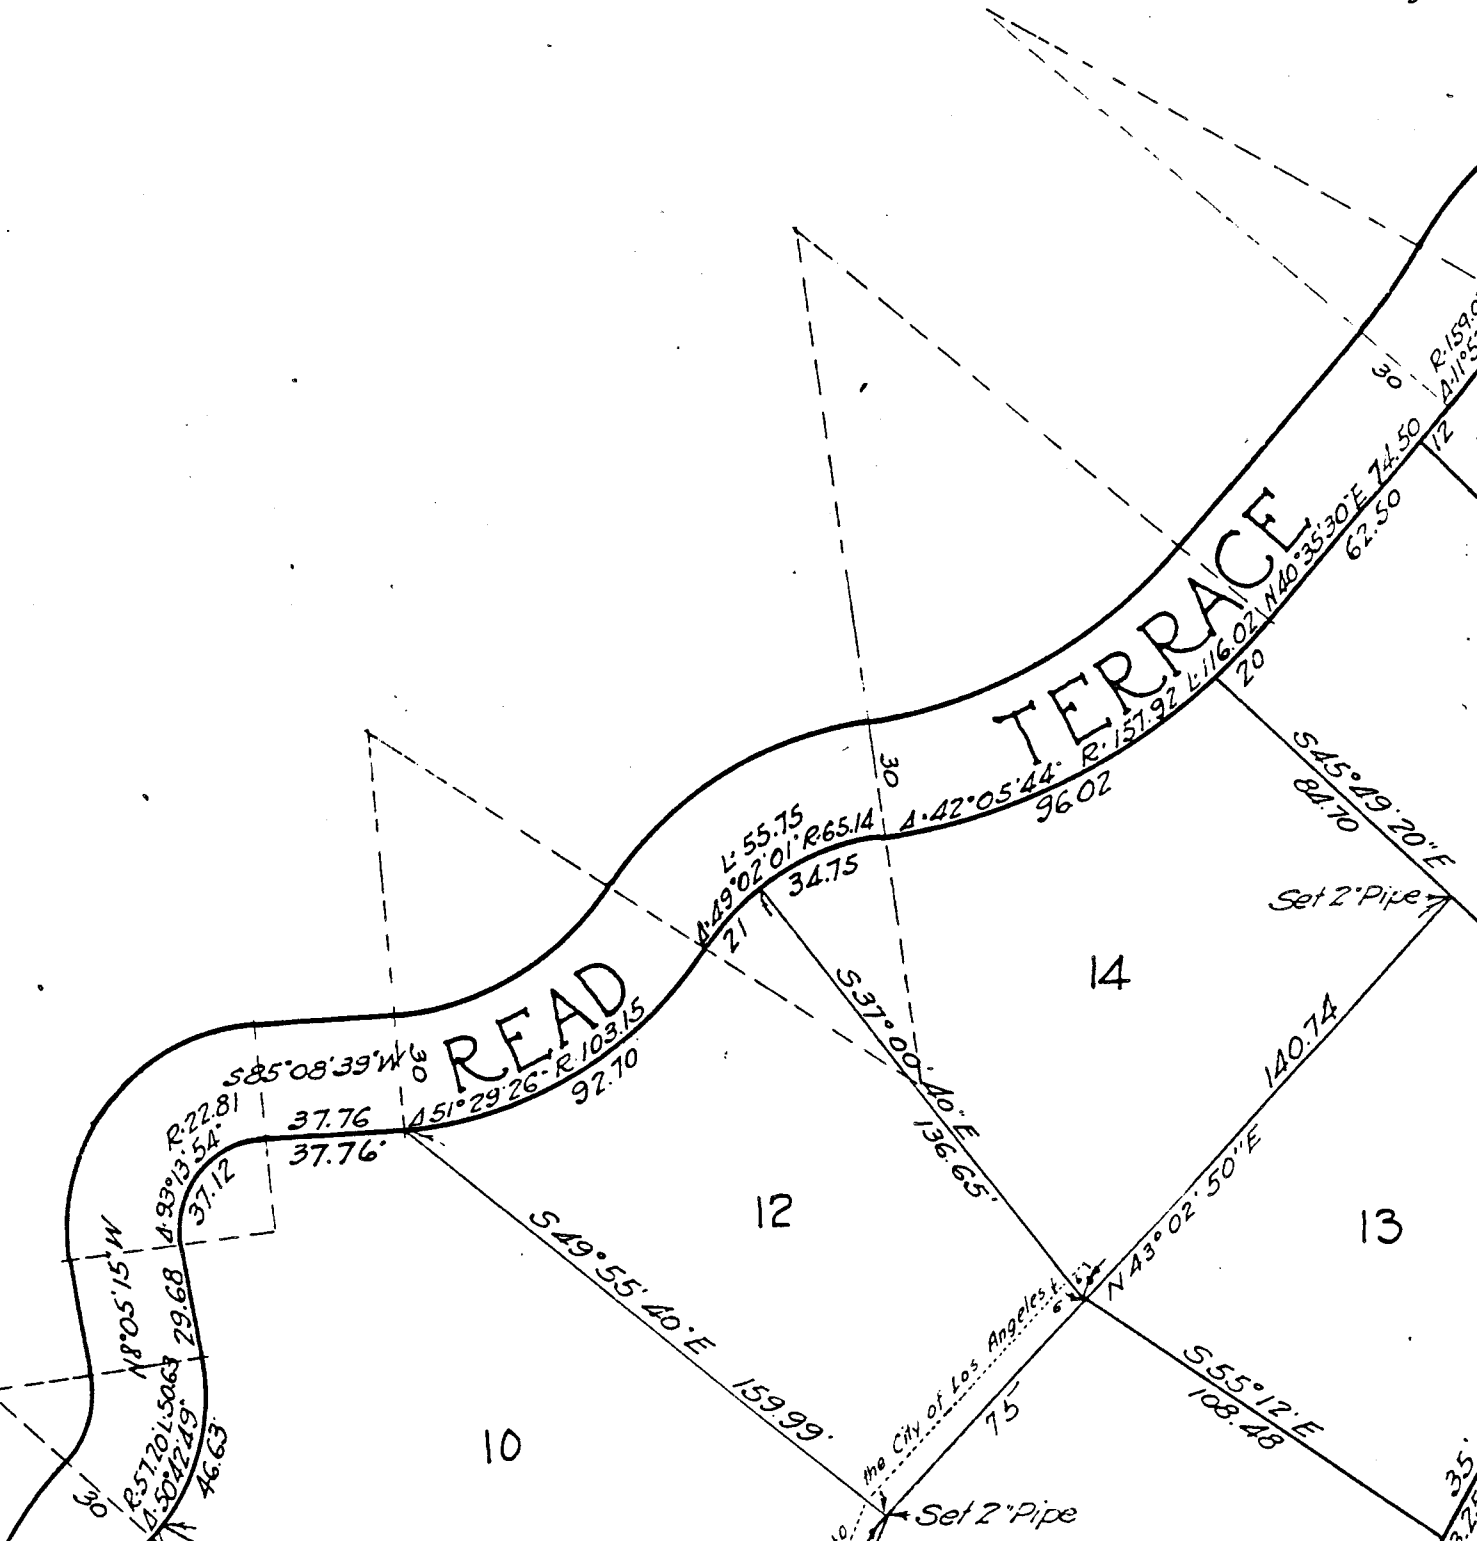 READ TERRACE
R·159.0
Δ·11°5
30
12
N40°35'30"E 74.50
62.50
20
Δ·42°05'44" R·157.92 L·116.02
96.02
30
S45°49'20"E
84.70
Set 2"Pipe
L·55.75
Δ·49°02'01" R·65.14
34.75
21
14
S37°00'40"E
136.65'
140.74
N43°02'50"E
Δ51°29'26" R·103.15
92.70
30
S85°08'39"W
37.76
37.76'
R·22.81
Δ·93°13'54"
37.12
12
13
S49°55'40"E
159.99'
N8°05'15"W
29.68
R·57.20 L·50.63
Δ·50°42'49"
46.63'
30
10
the City of Los Angeles
6
75
S55°12'E
108.48
Set 2"Pipe
35.